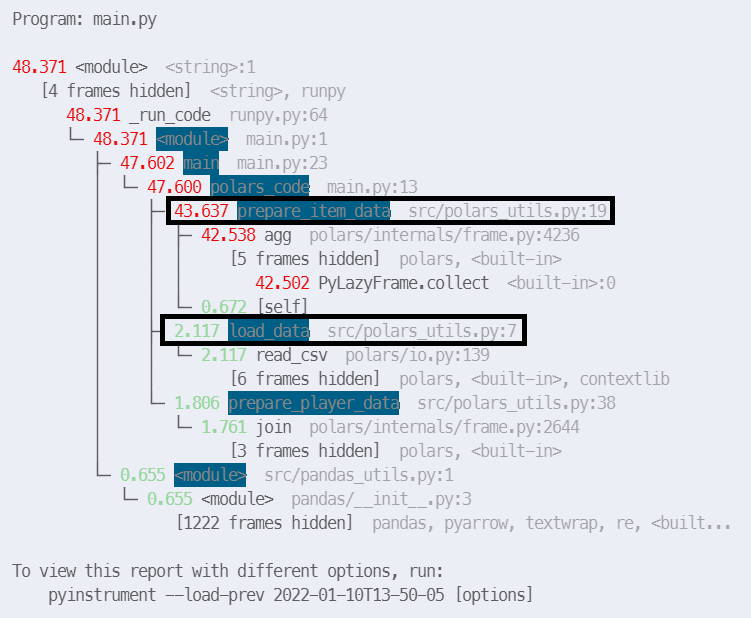 Program: main.py
48.371 <module>  <string>:1
[4 frames hidden]  <string>, runpy
48.371 _run_code  runpy.py:64
└─ 48.371 <module>  main.py:1
├─ 47.602 main  main.py:23
│  └─ 47.600 polars_code  main.py:13
│     ├─ 43.637 prepare_item_data  src/polars_utils.py:19
│     │  ├─ 42.538 agg  polars/internals/frame.py:4236
│     │  │     [5 frames hidden]  polars, <built-in>
│     │  │        42.502 PyLazyFrame.collect  <built-in>:0
│     │  └─ 0.672 [self]
│     ├─ 2.117 load_data  src/polars_utils.py:7
│     │  └─ 2.117 read_csv  polars/io.py:139
│     │        [6 frames hidden]  polars, <built-in>, contextlib
│     └─ 1.806 prepare_player_data  src/polars_utils.py:38
│        └─ 1.761 join  polars/internals/frame.py:2644
│              [3 frames hidden]  polars, <built-in>
└─ 0.655 <module>  src/pandas_utils.py:1
└─ 0.655 <module>  pandas/__init__.py:3
[1222 frames hidden]  pandas, pyarrow, textwrap, re, <built...
To view this report with different options, run:
pyinstrument --load-prev 2022-01-10T13-50-05 [options]